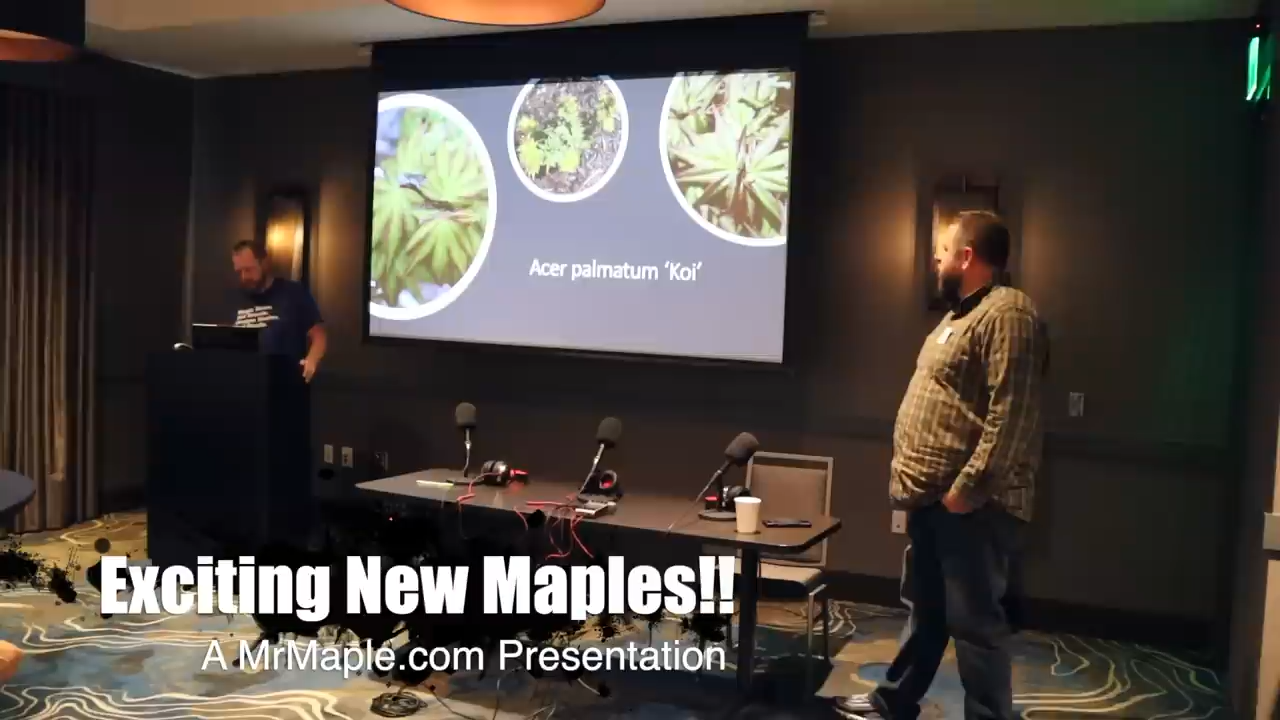 Acer palmatum ‘Koi’
Exciting New Maples!!
A MrMaple.com Presentation